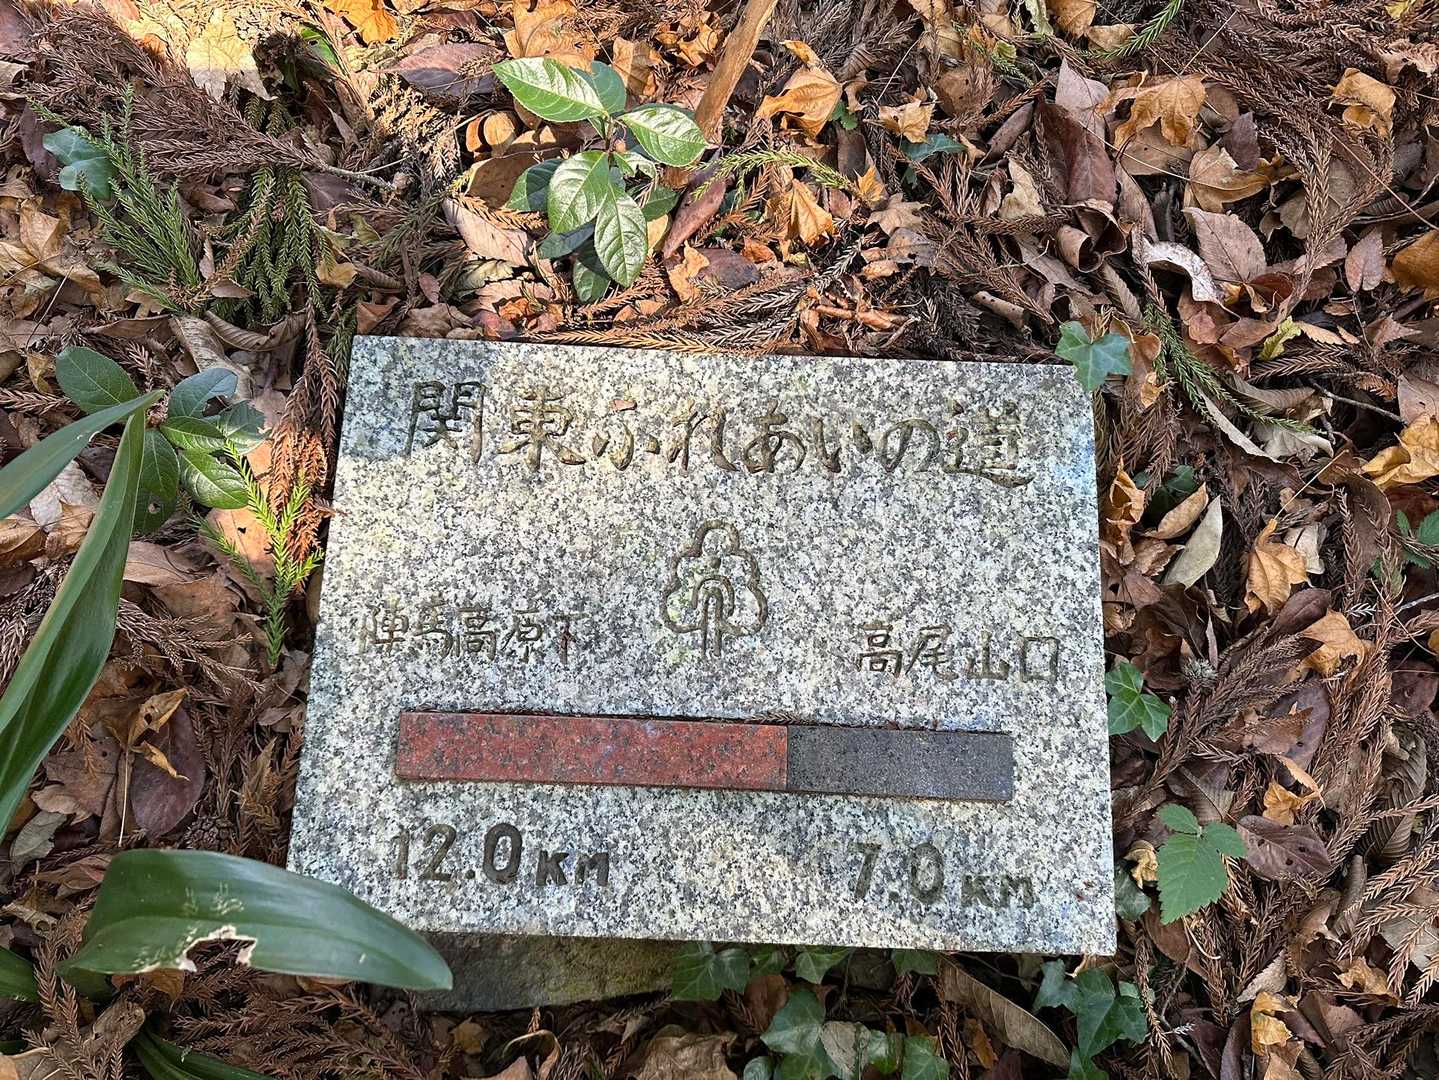 関東ふれあいの道
陣馬高原下
高尾山口
12.0KM
7.0KM